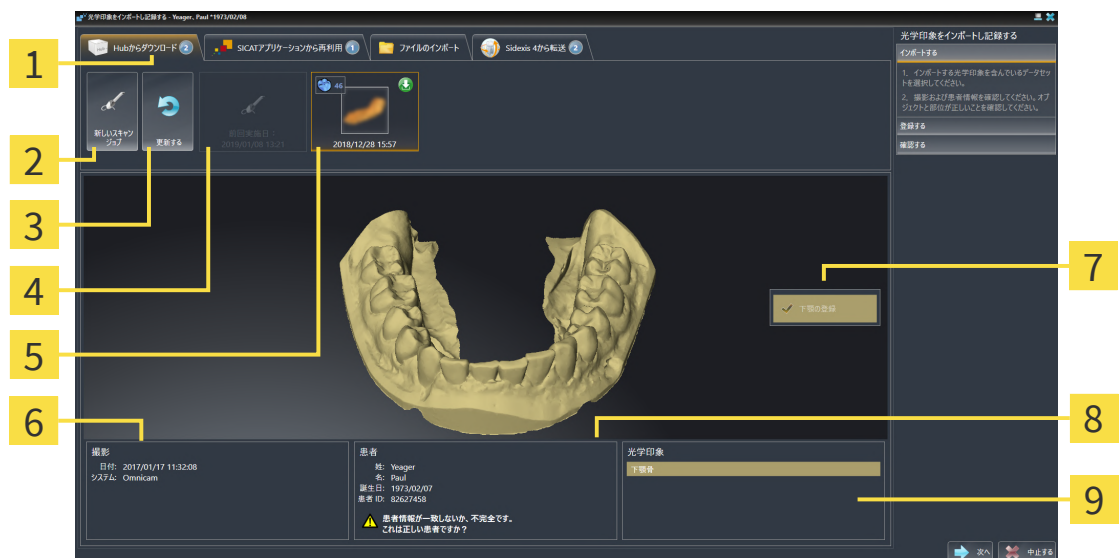 光学印象をインポートし記録する - Yeager, Paul *1973/02/08
Hubからダウンロード 2
SICATアプリケーションから再利用 1
ファイルのインポート
Sidexis 4から転送 2
新しいスキャン
ジョブ
更新する
前回実施日:
2019/01/08 13:21
46
2018/12/28 15:57
下顎の登録
撮影
日付: 2017/01/17 11:32:08
システム: Omnicam
患者
姓: Yeager
名: Paul
誕生日: 1973/02/07
患者 ID: 82627458
患者情報が一致しないか、不完全です。
これは正しい患者ですか？
光学印象
下顎骨
光学印象をインポートし記録する
インポートする
1. インポートする光学印象を含んでいるデータセッ
トを選択してください。
2. 撮影および患者情報を確認してください。オブ
ジェクトと部位が正しいことを確認してください。
登録する
確認する
次へ
中止する
1
2
3
4
5
6
7
8
9